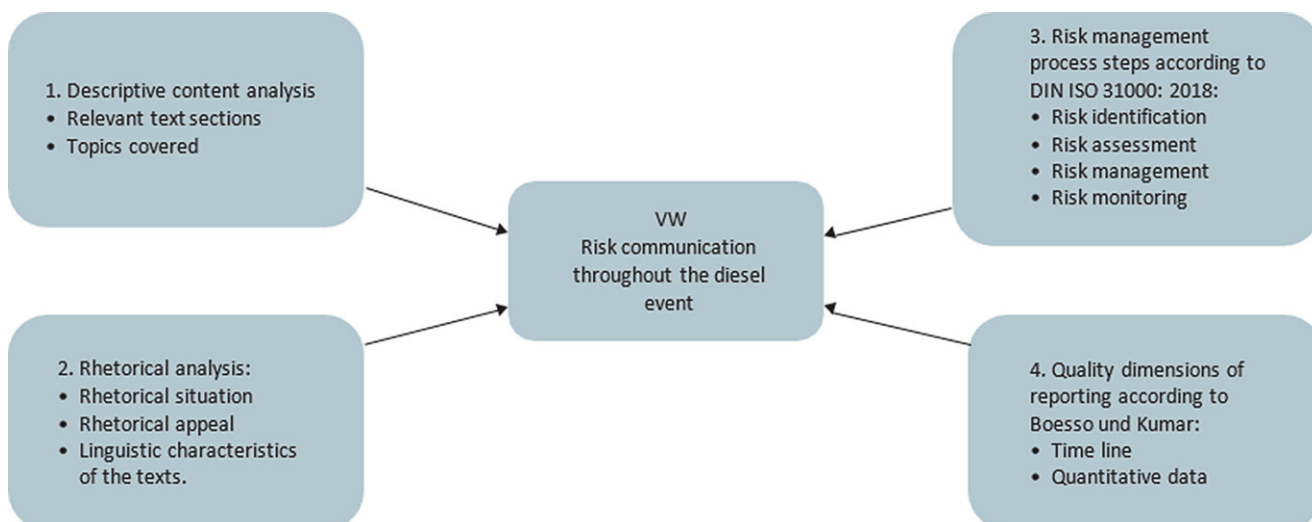 1. Descriptive content analysis
• Relevant text sections
• Topics covered
2. Rhetorical analysis:
• Rhetorical situation
• Rhetorical appeal
• Linguistic characteristics
of the texts.
VW
Risk communication
throughout the diesel
event
3. Risk management
process steps according to
DIN ISO 31000: 2018:
• Risk identification
• Risk assessment
• Risk management
• Risk monitoring
4. Quality dimensions of
reporting according to
Boesso und Kumar:
• Time line
• Quantitative data